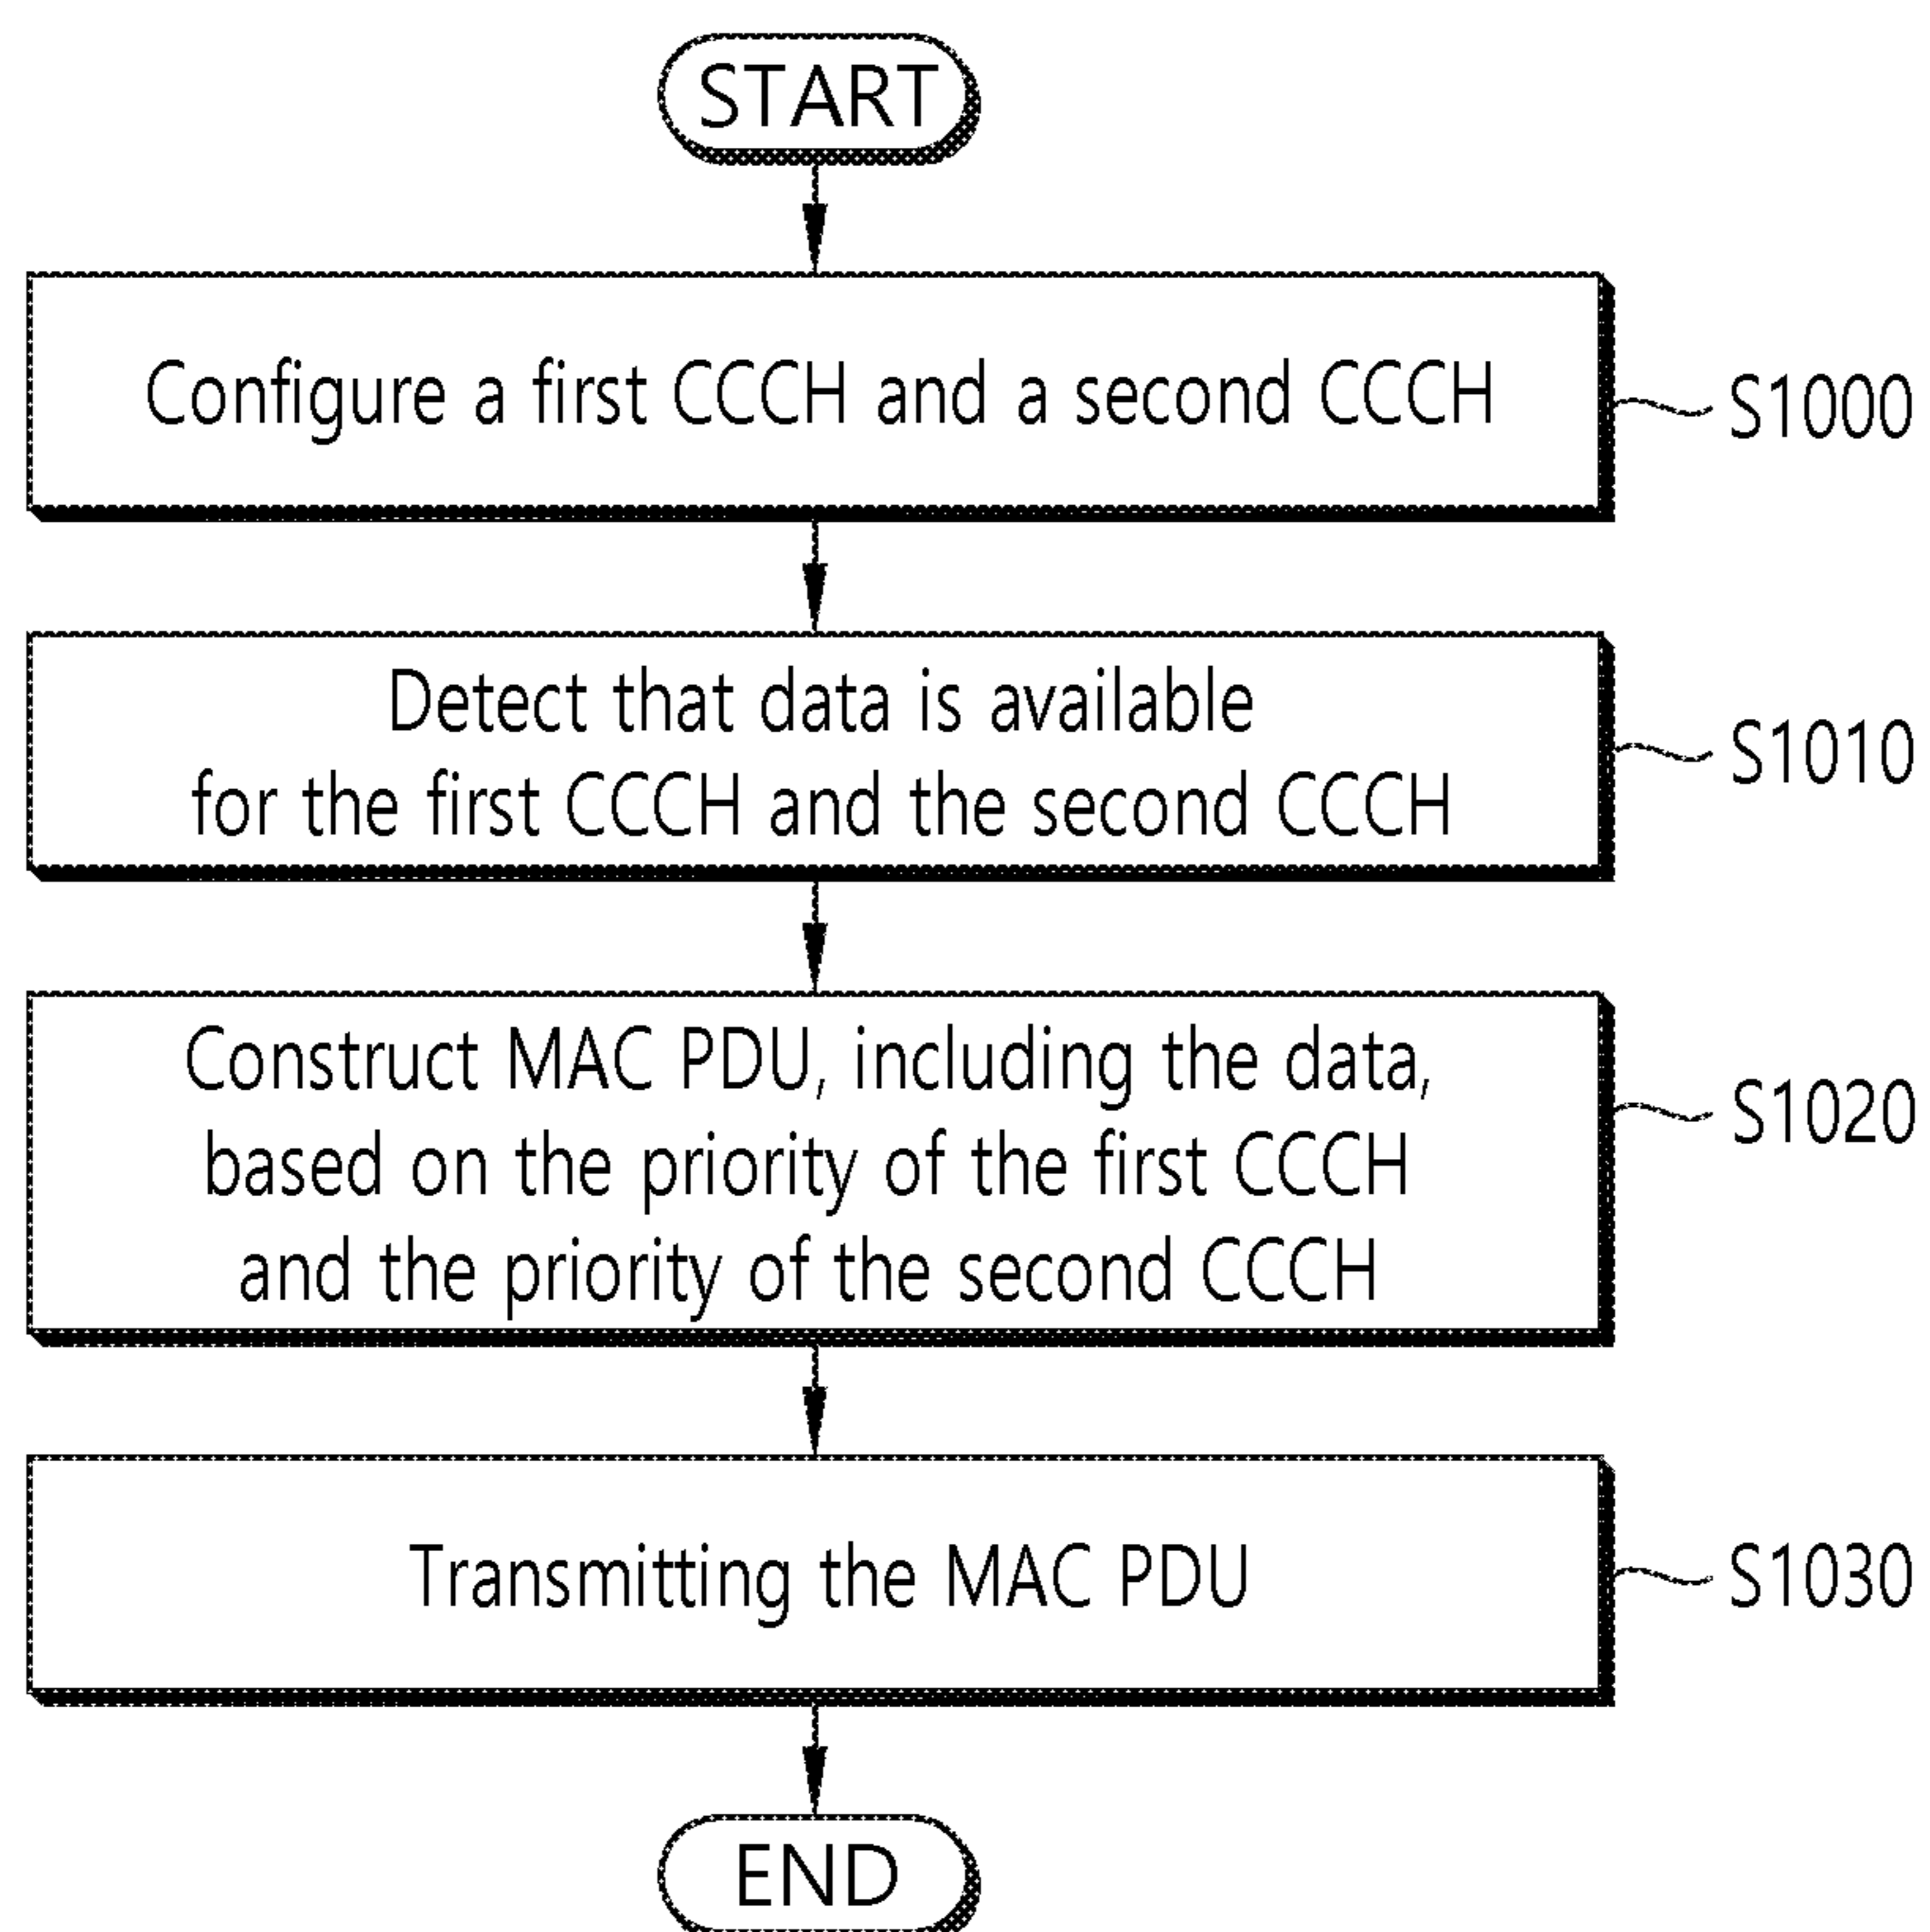 START
Configure a first CCCH and a second CCCH
S1000
Detect that data is available
for the first CCCH and the second CCCH
S1010
Construct MAC PDU, including the data,
based on the priority of the first CCCH
and the priority of the second CCCH
S1020
Transmitting the MAC PDU
S1030
END